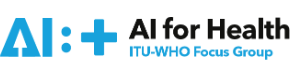 AI:+ AI for Health
ITU-WHO Focus Group